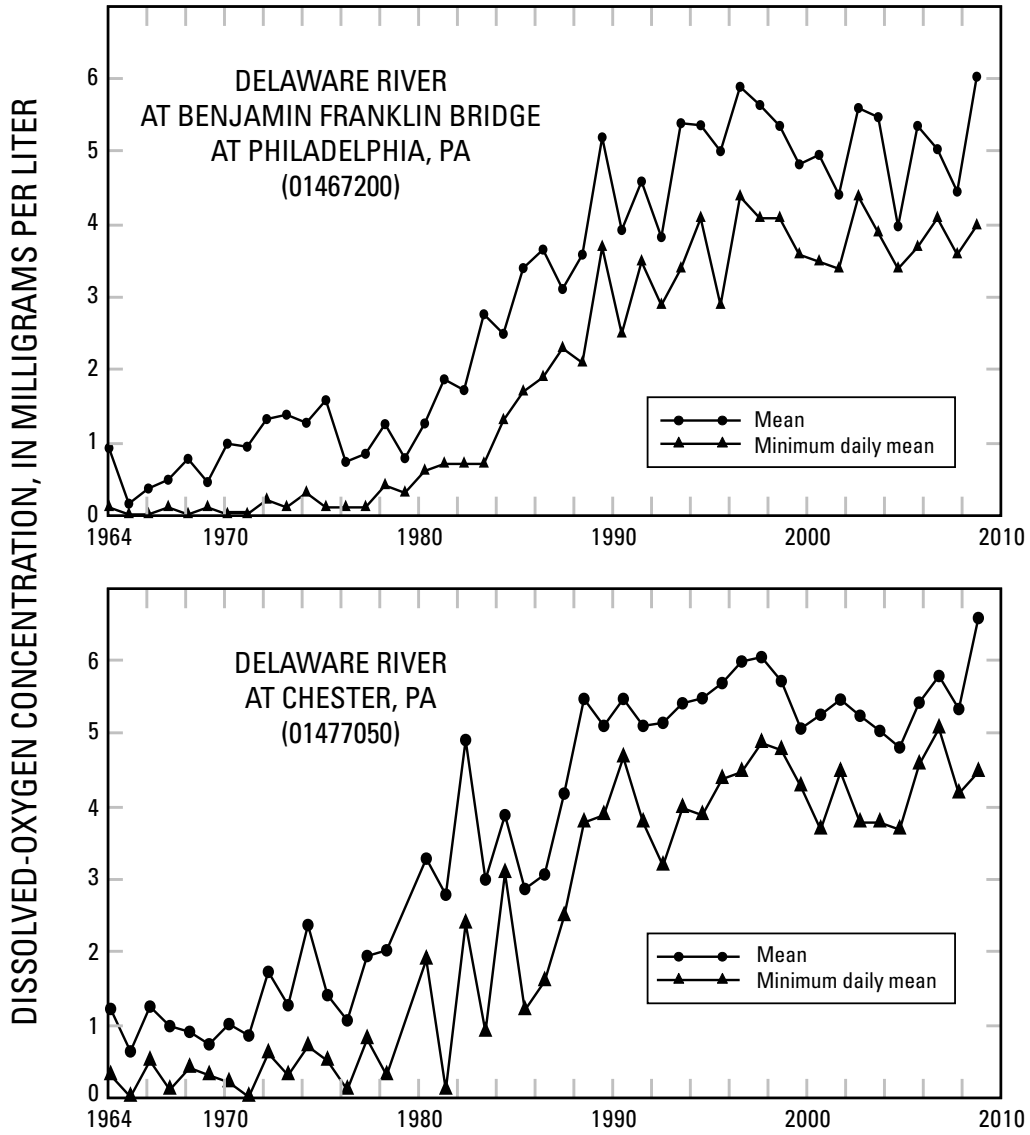 DISSOLVED-OXYGEN CONCENTRATION, IN MILLIGRAMS PER LITER
DELAWARE RIVER
AT BENJAMIN FRANKLIN BRIDGE
AT PHILADELPHIA, PA
(01467200)
6
5
4
3
2
1
0
Mean
Minimum daily mean
1964 1970 1980 1990 2000 2010
DELAWARE RIVER
AT CHESTER, PA
(01477050)
6
5
4
3
2
1
0
Mean
Minimum daily mean
1964 1970 1980 1990 2000 2010